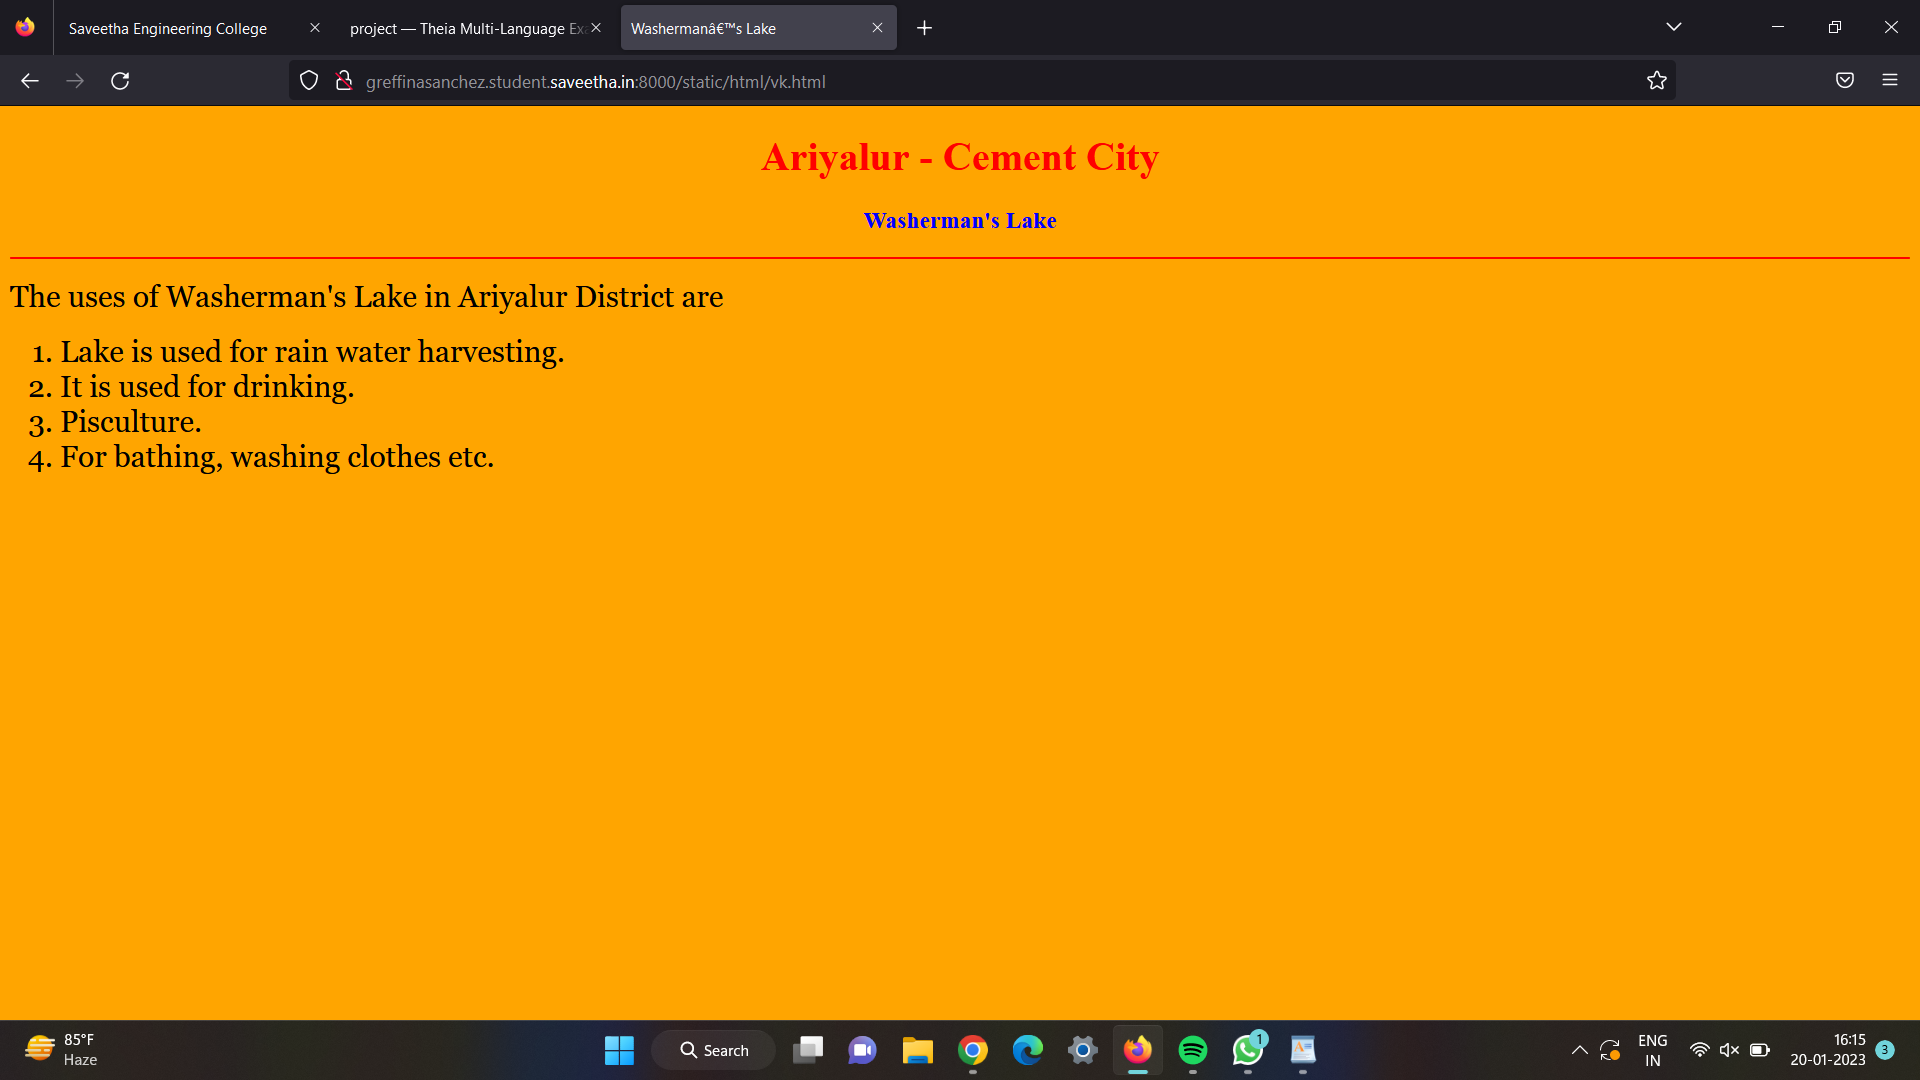 Saveetha Engineering College
project — Theia Multi-Language Exa
Washermanâ€™s Lake
greffinasanchez.student.saveetha.in:8000/static/html/vk.html
Ariyalur - Cement City
Washerman's Lake
The uses of Washerman's Lake in Ariyalur District are
1. Lake is used for rain water harvesting.
2. It is used for drinking.
3. Pisculture.
4. For bathing, washing clothes etc.
85°F
Haze
Search
1
ENG
IN
16:15
20-01-2023
3